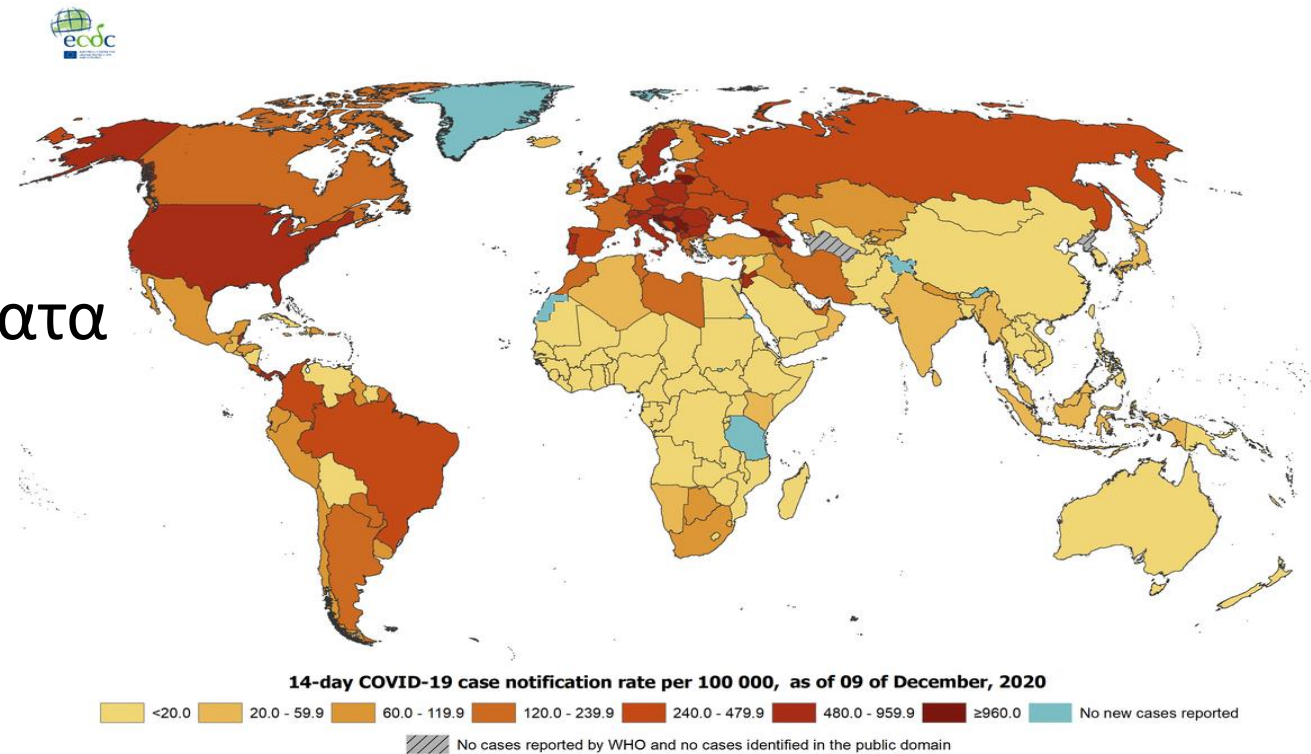 ecdc
ατα
14-day COVID-19 case notification rate per 100 000, as of 09 of December, 2020
<20.0 20.0 - 59.9 60.0 - 119.9 120.0 - 239.9 240.0 - 479.9 480.0 - 959.9 ≥960.0 No new cases reported
No cases reported by WHO and no cases identified in the public domain